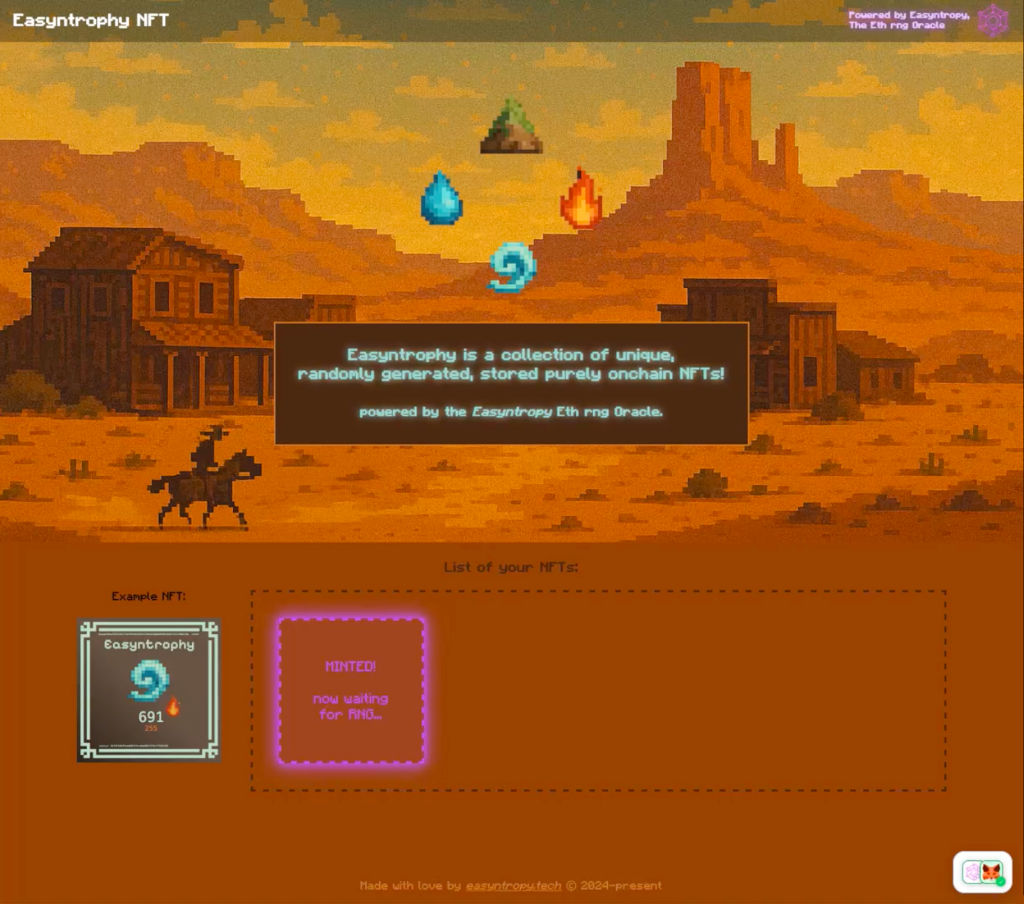 Easyntrophy NFT
Powered by Easyntropy,
The Eth rng Oracle
Easyntrophy is a collection of unique,
randomly generated, stored purely onchain NFTs!
powered by the Easyntropy Eth rng Oracle.
List of your NFTs:
Example NFT:
Easyntrophy
691
255
MINTED!
now waiting
for RNG...
Made with love by easyntropy.tech © 2024-present